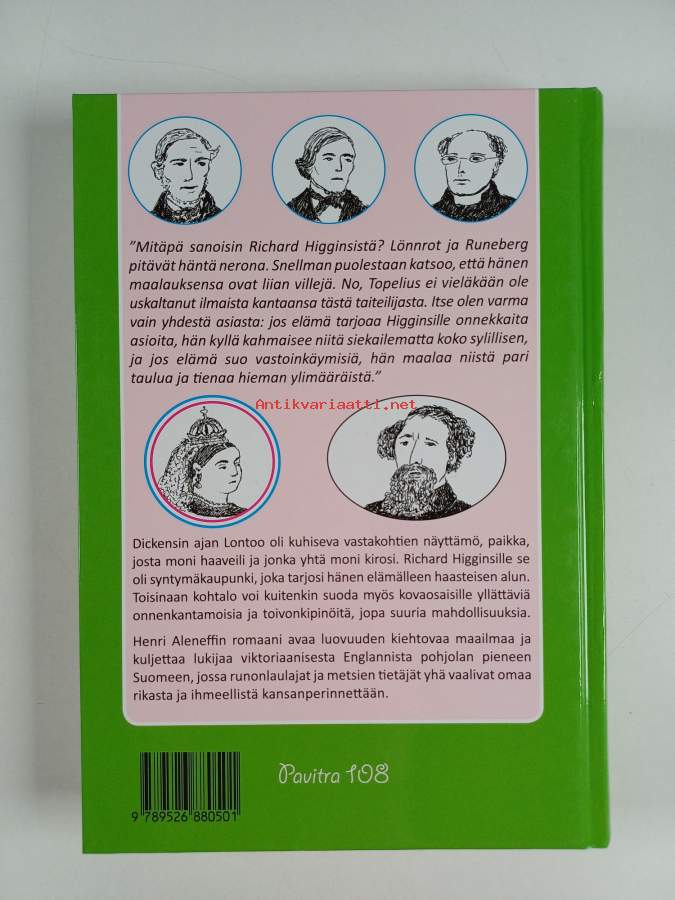 ”Mitäpä sanoisin Richard Higginsistä? Lönnrot ja Runeberg
pitävät häntä nerona. Snellman puolestaan katsoo, että hänen
maalauksensa ovat liian villejä. No, Topelius ei vieläkään ole
uskaltanut ilmaista kantaansa tästä taiteilijasta. Itse olen varma
vain yhdestä asiasta: jos elämä tarjoaa Higginsille onnekkaita
asioita, hän kyllä kahmaisee niitä siekailematta koko sylillisen,
ja jos elämä suo vastoinkäymisiä, hän maalaa niistä pari
taulua ja tienaa hieman ylimääräistä.”
Antikvariaatti.net
Dickensin ajan Lontoo oli kuhiseva vastakohtien näyttämö, paikka,
josta moni haaveili ja jonka yhtä moni kirosi. Richard Higginsille se
oli syntymäkaupunki, joka tarjosi hänen elämälleen haasteisen alun.
Toisinaan kohtalo voi kuitenkin suoda myös kovaosaisille yllättäviä
onnenkantamoisia ja toivonkipinöitä, jopa suuria mahdollisuuksia.
Henri Aleneffin romaani avaa luovuuden kiehtovaa maailmaa ja
kuljettaa lukijaa viktoriaanisesta Englannista pohjolan pieneen
Suomeen, jossa runonlaulajat ja metsien tietäjät yhä vaalivat omaa
rikasta ja ihmeellistä kansanperinnettään.
Pavitra 108
9 789526 880501